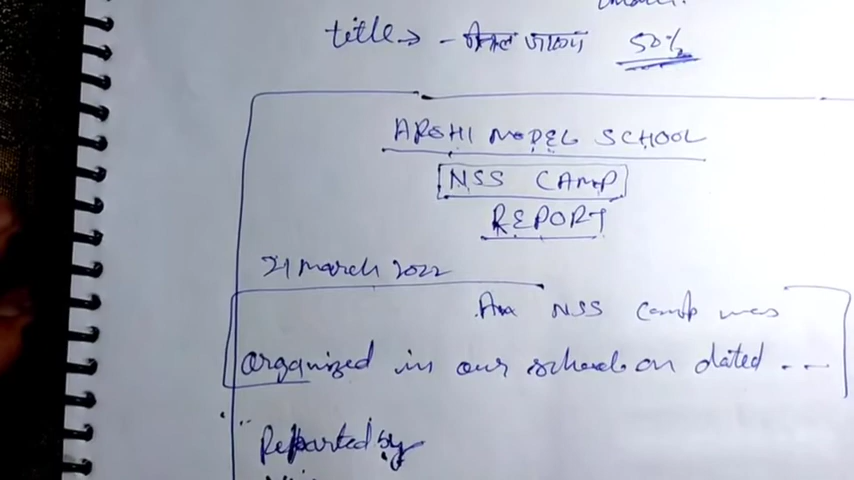 title → -
50%
ARSHI MODEL SCHOOL
NSS CAMP
REPORT
21 March 2022
An NSS Camp was
organized in our school on dated ...
Reported by